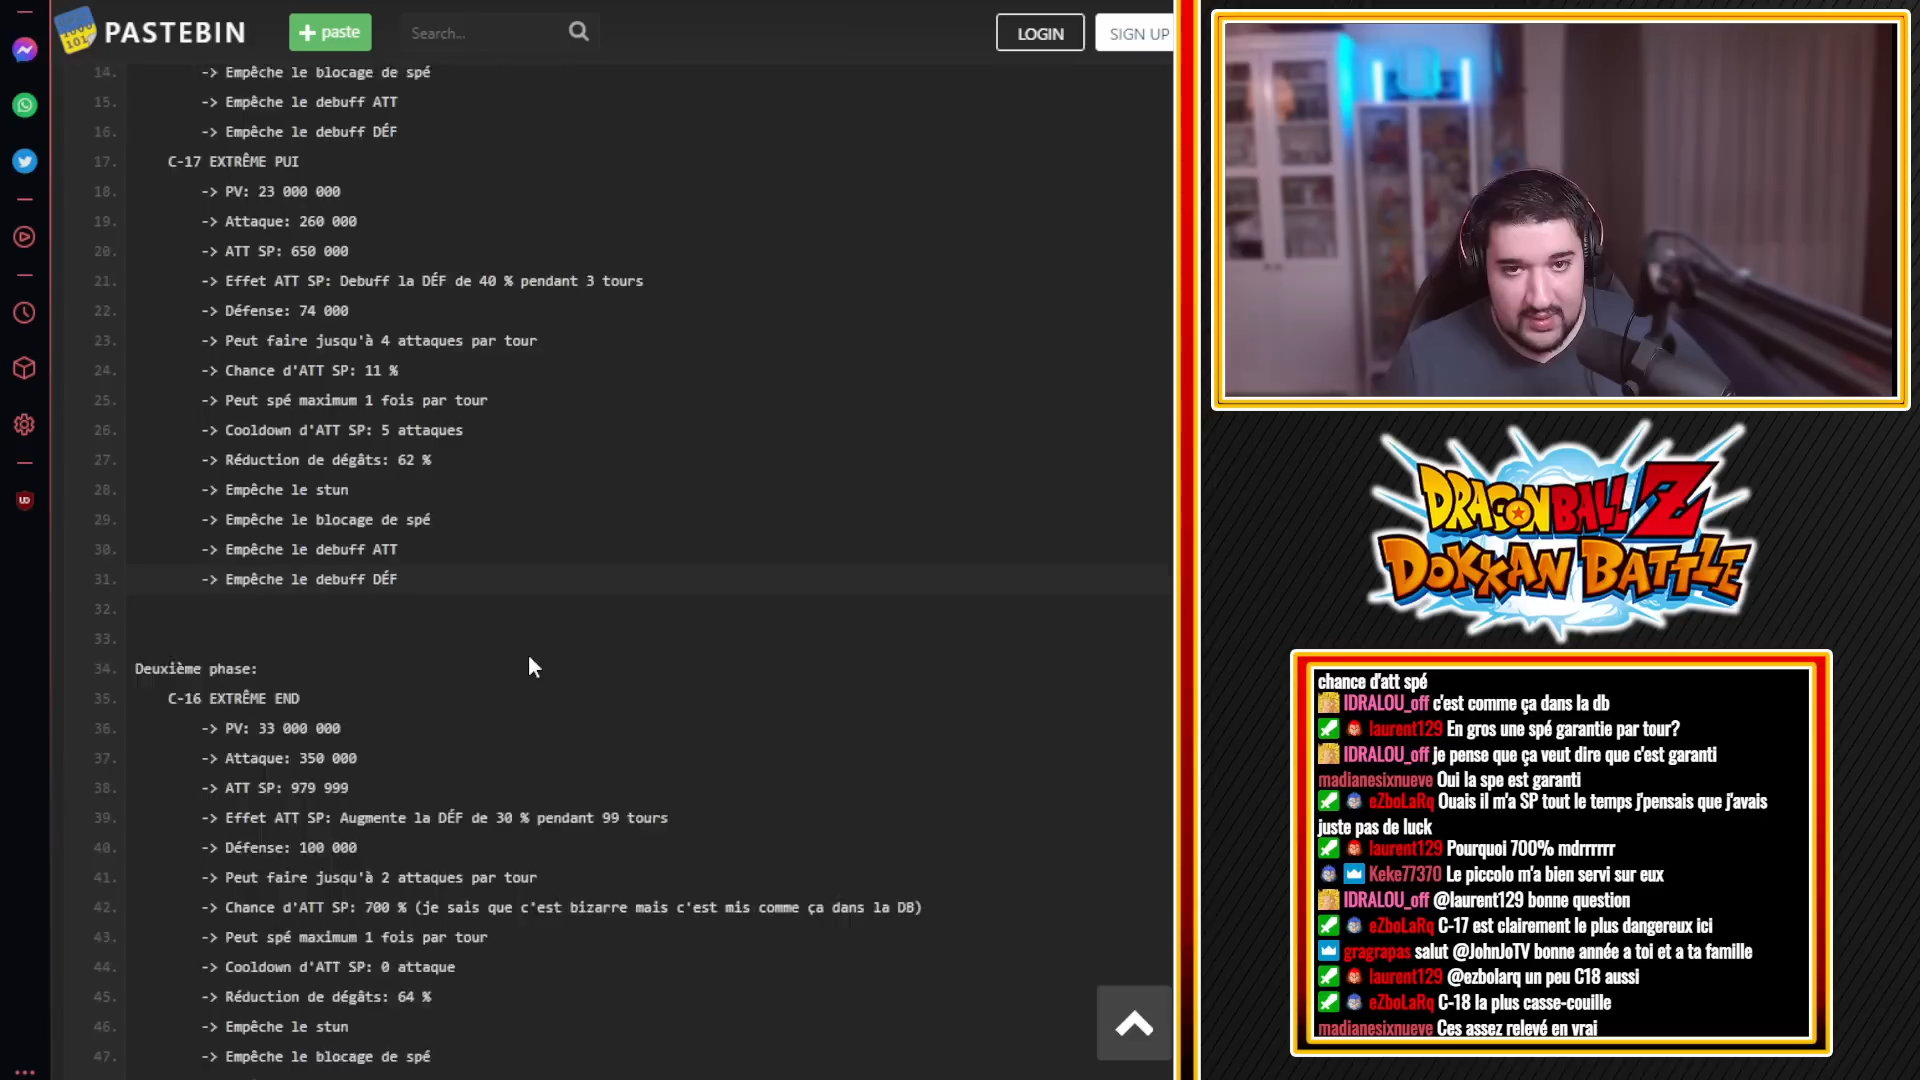 PASTEBIN
+ paste
Search...
LOGIN
SIGN UP
14. -> Empêche le blocage de spé
15. -> Empêche le debuff ATT
16. -> Empêche le debuff DÉF
17. C-17 EXTRÊME PUI
18. -> PV: 23 000 000
19. -> Attaque: 260 000
20. -> ATT SP: 650 000
21. -> Effet ATT SP: Debuff la DÉF de 40 % pendant 3 tours
22. -> Défense: 74 000
23. -> Peut faire jusqu'à 4 attaques par tour
24. -> Chance d'ATT SP: 11 %
25. -> Peut spé maximum 1 fois par tour
26. -> Cooldown d'ATT SP: 5 attaques
27. -> Réduction de dégâts: 62 %
28. -> Empêche le stun
29. -> Empêche le blocage de spé
30. -> Empêche le debuff ATT
31. -> Empêche le debuff DÉF
32.
33.
34. Deuxième phase:
35. C-16 EXTRÊME END
36. -> PV: 33 000 000
37. -> Attaque: 350 000
38. -> ATT SP: 979 999
39. -> Effet ATT SP: Augmente la DÉF de 30 % pendant 99 tours
40. -> Défense: 100 000
41. -> Peut faire jusqu'à 2 attaques par tour
42. -> Chance d'ATT SP: 700 % (je sais que c'est bizarre mais c'est mis comme ça dans la DB)
43. -> Peut spé maximum 1 fois par tour
44. -> Cooldown d'ATT SP: 0 attaque
45. -> Réduction de dégâts: 64 %
46. -> Empêche le stun
47. -> Empêche le blocage de spé
DRAGON BALL Z
DOKKAN BATTLE
chance d'att spé
IDRALOU_off c'est comme ça dans la db
laurent129 En gros une spé garantie par tour?
IDRALOU_off je pense que ça veut dire que c'est garanti
madianesixnueve Oui la spe est garanti
eZboLaRq Ouais il m'a SP tout le temps j'pensais que j'avais
juste pas de luck
laurent129 Pourquoi 700% mdrrrrrr
Keke77370 Le piccolo m'a bien servi sur eux
IDRALOU_off @laurent129 bonne question
eZboLaRq C-17 est clairement le plus dangereux ici
gragrapas salut @JohnJoTV bonne année a toi et a ta famille
laurent129 @ezbolarq un peu C18 aussi
eZboLaRq C-18 la plus casse-couille
madianesixnueve Ces assez relevé en vrai